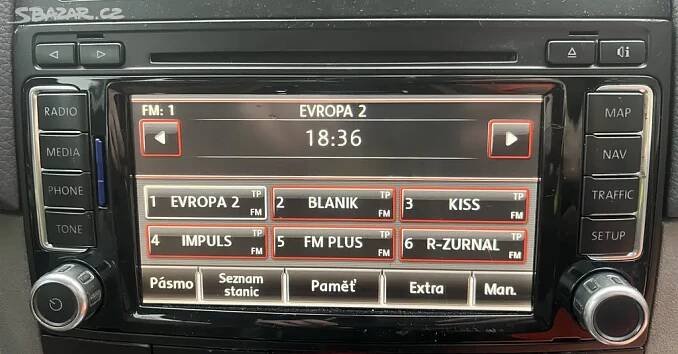 SBAZAR.CZ
RADIO
MEDIA
PHONE
TONE
FM: 1
EVROPA 2
18:36
1 EVROPA 2 TP FM
2 BLANIK TP FM
3 KISS TP FM
4 IMPULS TP FM
5 FM PLUS TP FM
6 R-ZURNAL TP FM
Pásmo
Seznam
stanic
Paměť
Extra
Man.
MAP
NAV
TRAFFIC
SETUP